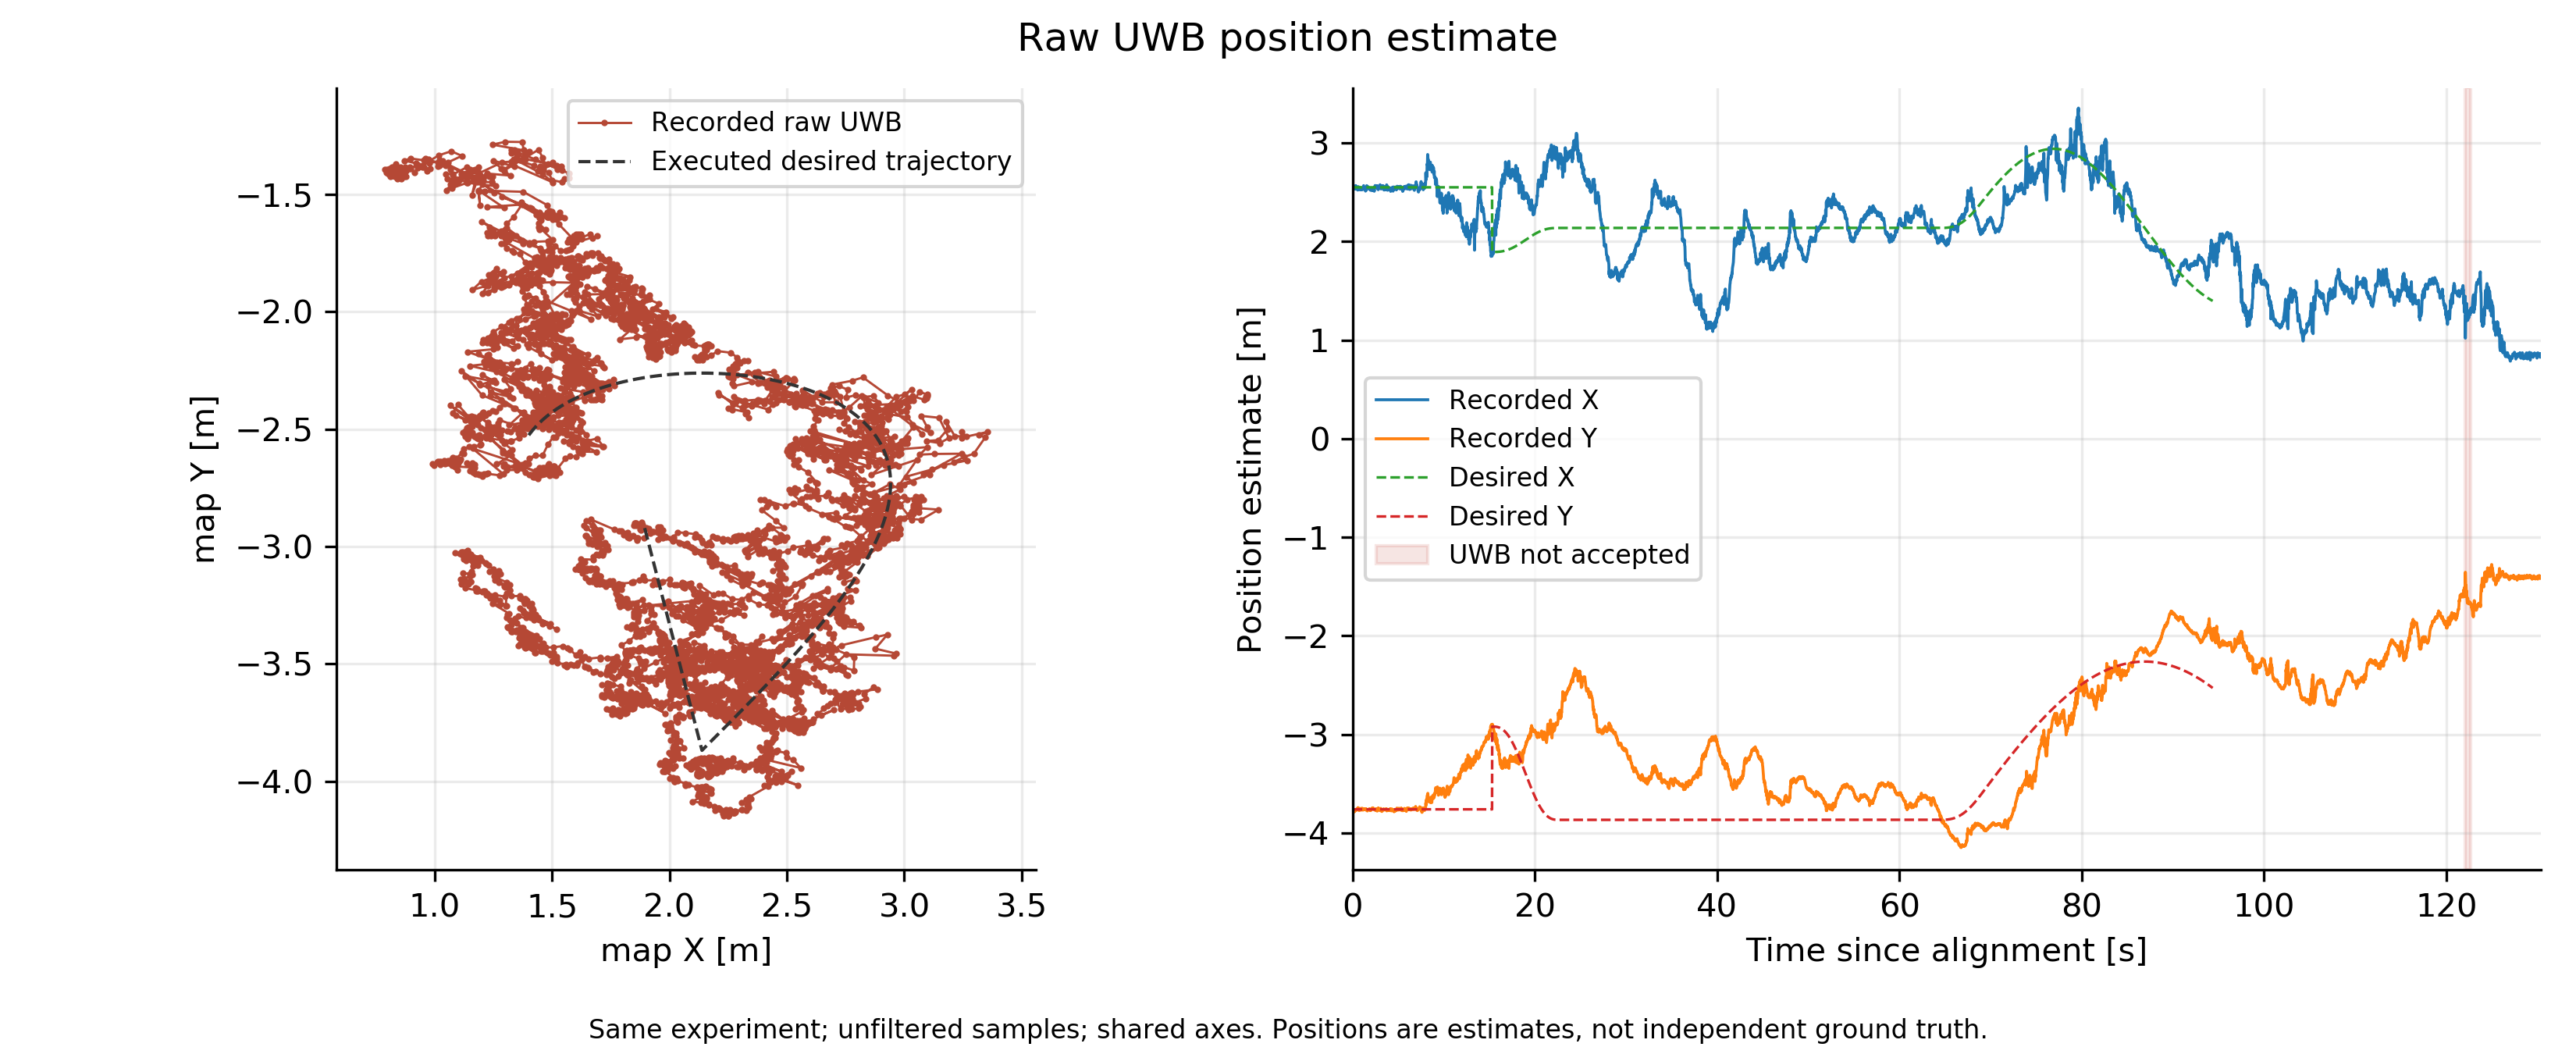 Raw UWB position estimate
Recorded raw UWB
Executed desired trajectory
−1.5
−2.0
−2.5
−3.0
−3.5
−4.0
map Y [m]
1.0 1.5 2.0 2.5 3.0 3.5
map X [m]
3
2
1
0
−1
−2
−3
−4
Position estimate [m]
Recorded X
Recorded Y
Desired X
Desired Y
UWB not accepted
0 20 40 60 80 100 120
Time since alignment [s]
Same experiment; unfiltered samples; shared axes. Positions are estimates, not independent ground truth.